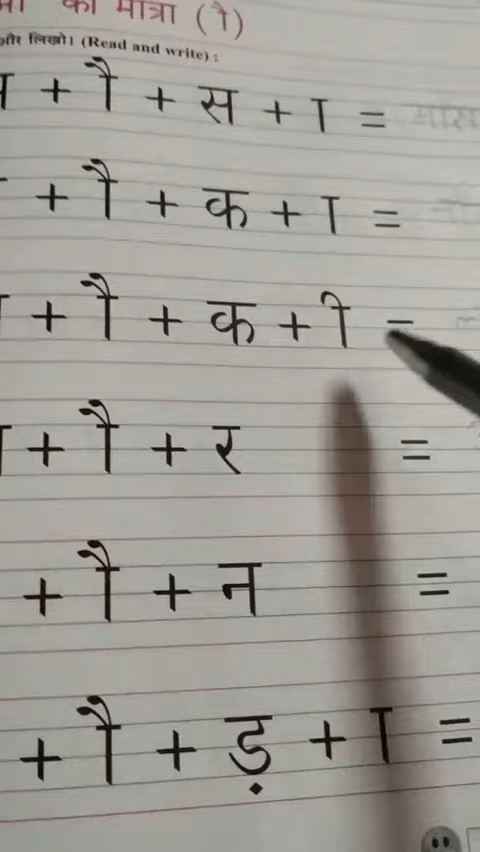 की मात्रा (ौ)
और लिखो। (Read and write) :
+ ौ + स + ा =
+ ौ + क + ा =
+ ौ + क + ी =
+ ौ + र =
+ ौ + न =
+ ौ + ड़ + ा =